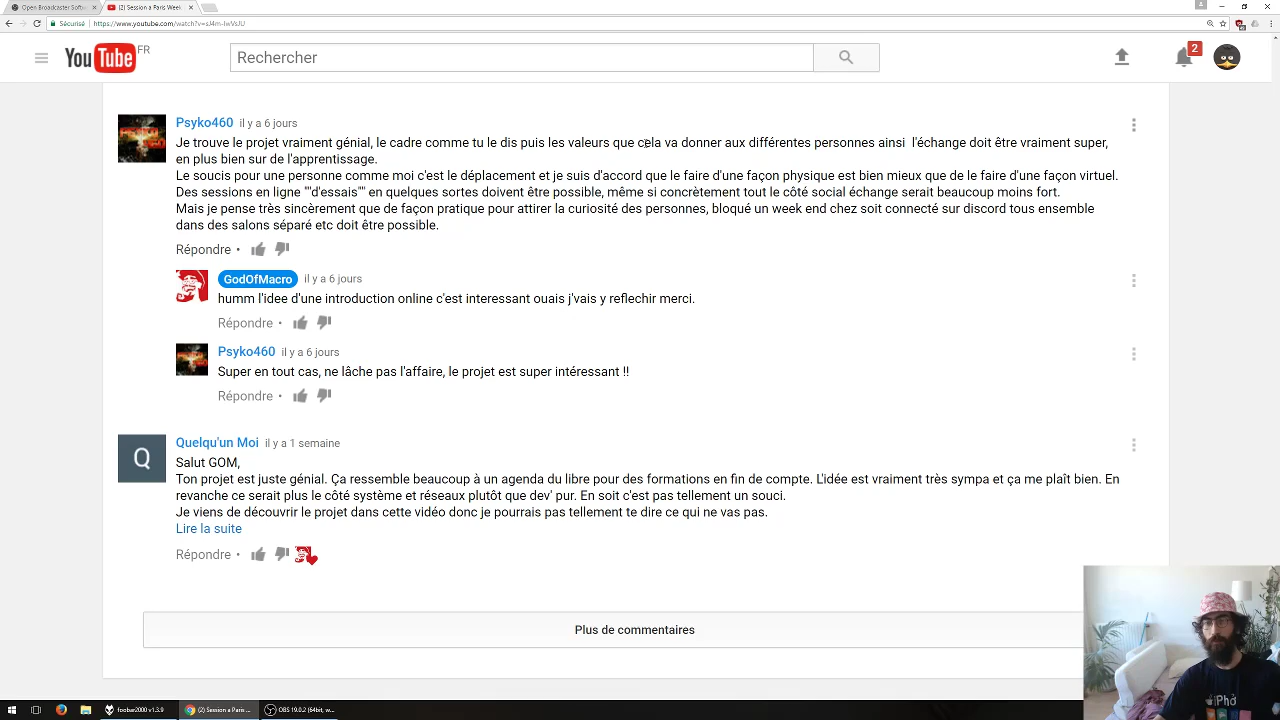 Open Broadcaster Softw
(2) Session a Paris Week
Sécurisé
https://www.youtube.com/watch?v=
YouTube FR
Rechercher
2
Psyko460 il y a 6 jours
Je trouve le projet vraiment génial, le cadre comme tu le dis puis les valeurs que cela va donner aux différentes personnes ainsi l'échange doit être vraiment super,
en plus bien sur de l'apprentissage.
Le soucis pour une personne comme moi c'est le déplacement et je suis d'accord que le faire d'une façon physique est bien mieux que de le faire d'une façon virtuel.
Des sessions en ligne ""d'essais"" en quelques sortes doivent être possible, même si concrètement tout le côté social échange serait beaucoup moins fort.
Mais je pense très sincèrement que de façon pratique pour attirer la curiosité des personnes, bloqué un week end chez soit connecté sur discord tous ensemble
dans des salons séparé etc doit être possible.
Répondre •
GodOfMacro il y a 6 jours
humm l'idee d'une introduction online c'est interessant ouais j'vais y reflechir merci.
Répondre •
Psyko460 il y a 6 jours
Super en tout cas, ne lâche pas l'affaire, le projet est super intéressant !!
Répondre •
Q
Quelqu'un Moi il y a 1 semaine
Salut GOM,
Ton projet est juste génial. Ça ressemble beaucoup à un agenda du libre pour des formations en fin de compte. L'idée est vraiment très sympa et ça me plaît bien. En
revanche ce serait plus le côté système et réseaux plutôt que dev' pur. En soit c'est pas tellement un souci.
Je viens de découvrir le projet dans cette vidéo donc je pourrais pas tellement te dire ce qui ne vas pas.
Lire la suite
Répondre •
Plus de commentaires
foobar2000 v1.3.9
(2) Session a Paris ...
OBS 19.0.2 (64bit, w...